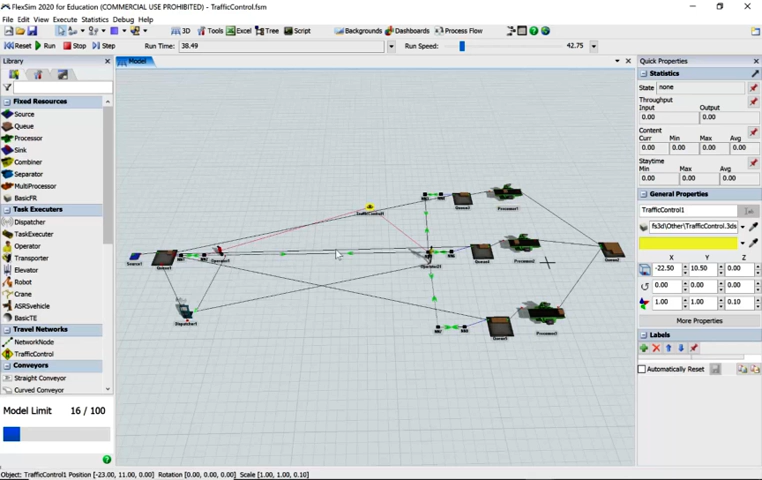 FlexSim 2020 for Education (COMMERCIAL USE PROHIBITED) - TrafficControl.fsm
File Edit View Execute Statistics Debug Help
3D Tools Excel Tree Script Backgrounds Dashboards Process Flow
Reset Run Stop Step Run Time: 38.49 Run Speed: 42.75
Library
Model
Quick Properties
Fixed Resources
Source
Queue
Processor
Sink
Combiner
Separator
MultiProcessor
BasicFR
Task Executers
Dispatcher
TaskExecuter
Operator
Transporter
Elevator
Robot
Crane
ASRSvehicle
BasicTE
Travel Networks
NetworkNode
TrafficControl
Conveyors
Straight Conveyor
Curved Conveyor
Model Limit 16 / 100
TrafficControl1
Source1
Dispatcher1
Statistics
State none
Throughput
Input Output
0.00 0.00
Content
Curr Min Max Avg
0.00 0.00 0.00 0.00
Staytime
Min Max Avg
0.00 0.00 0.00
General Properties
TrafficControl1
fs3d\Other\TrafficControl.3ds
X Y Z
-22.50 10.50 0.00
0.00 0.00 0.00
1.00 1.00 0.10
More Properties
Labels
Automatically Reset
Object: TrafficControl1 Position [-23.00, 11.00, 0.00] Rotation [0.00, 0.00, 0.00] Scale [1.00, 1.00, 0.10]